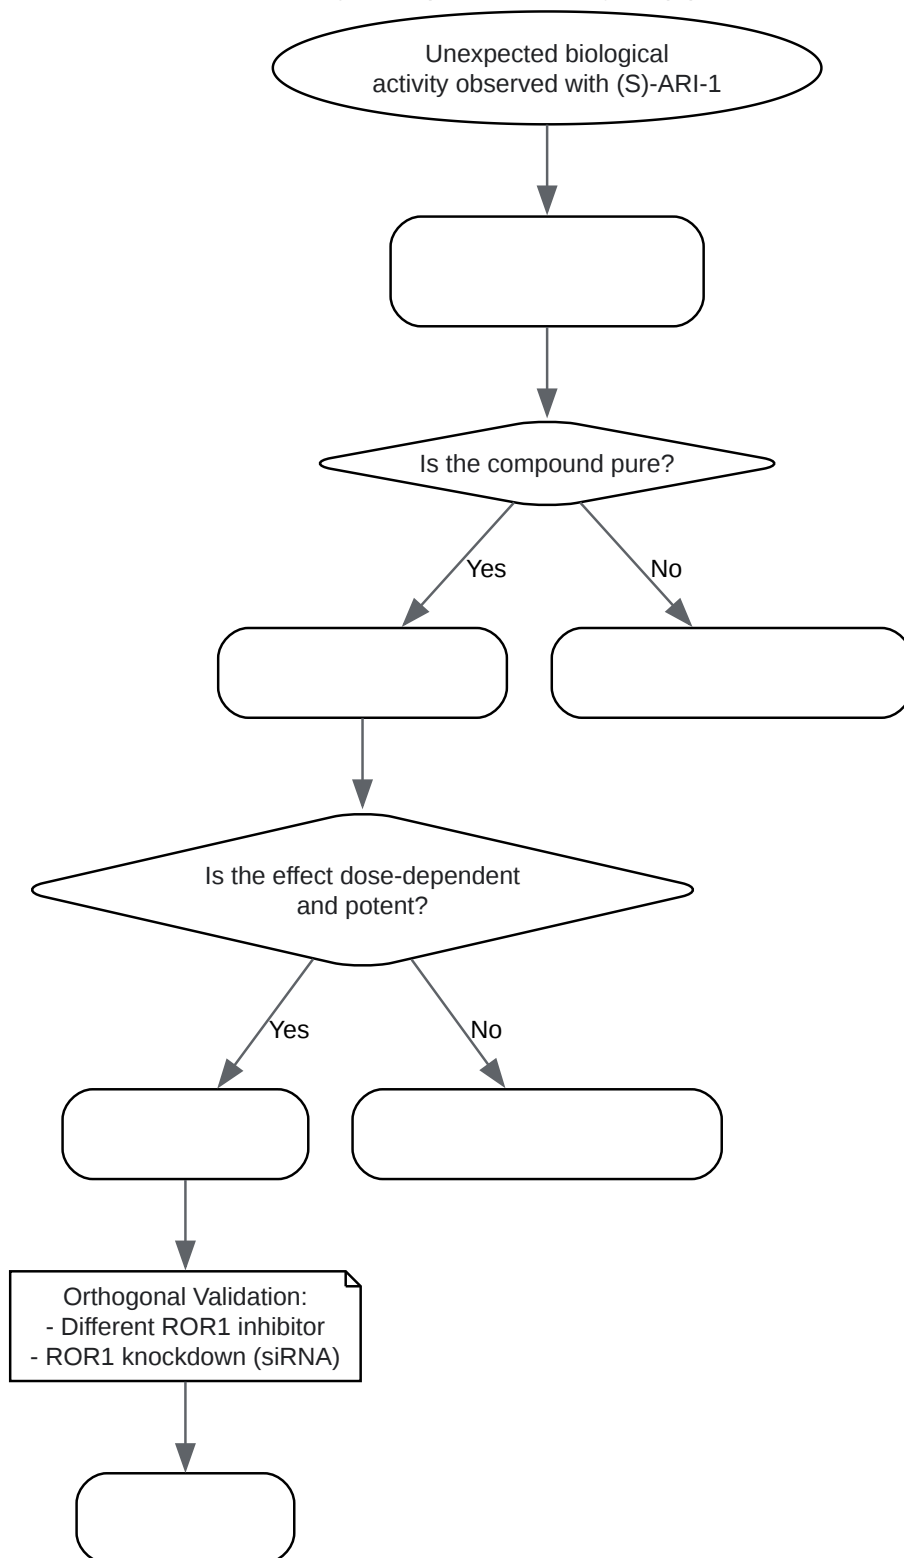 Unexpected biological
activity observed with (S)-ARI-1
Is the compound pure?
Yes
No
Is the effect dose-dependent
and potent?
Yes
No
Orthogonal Validation:
- Different ROR1 inhibitor
- ROR1 knockdown (siRNA)